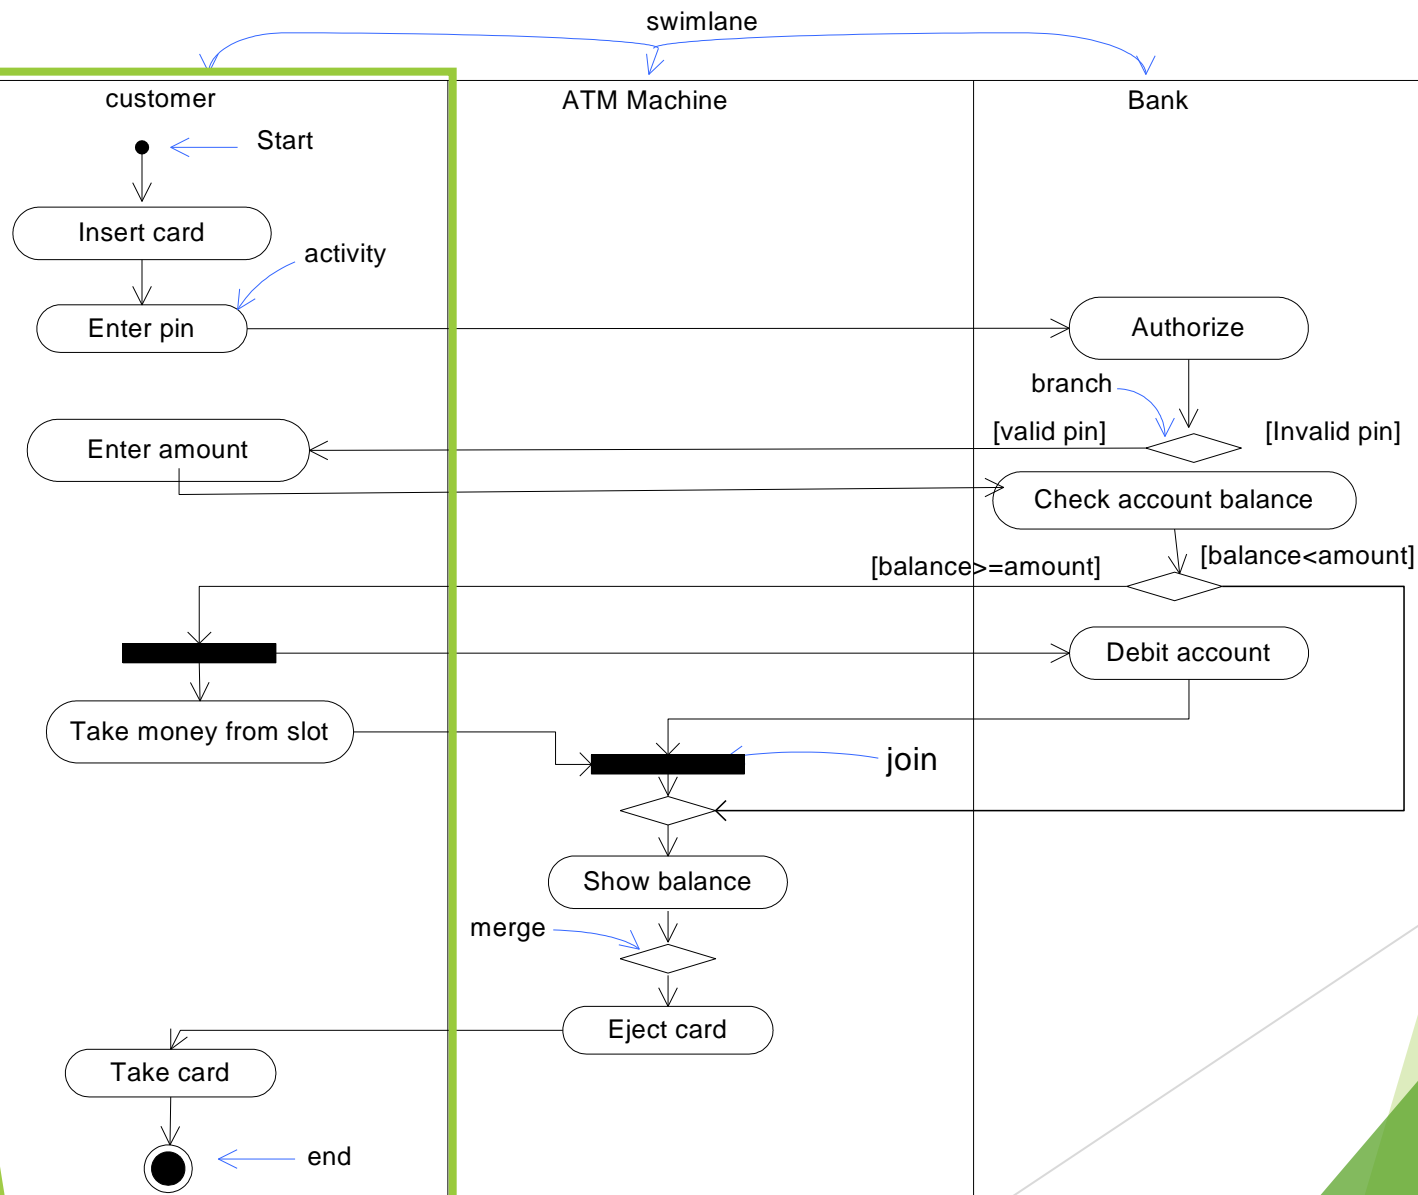 swimlane
customer
ATM Machine
Bank
Start
Insert card
activity
Enter pin
Authorize
branch
[valid pin]
[Invalid pin]
Enter amount
Check account balance
[balance>=amount]
[balance<amount]
Debit account
Take money from slot
join
Show balance
merge
Eject card
Take card
end